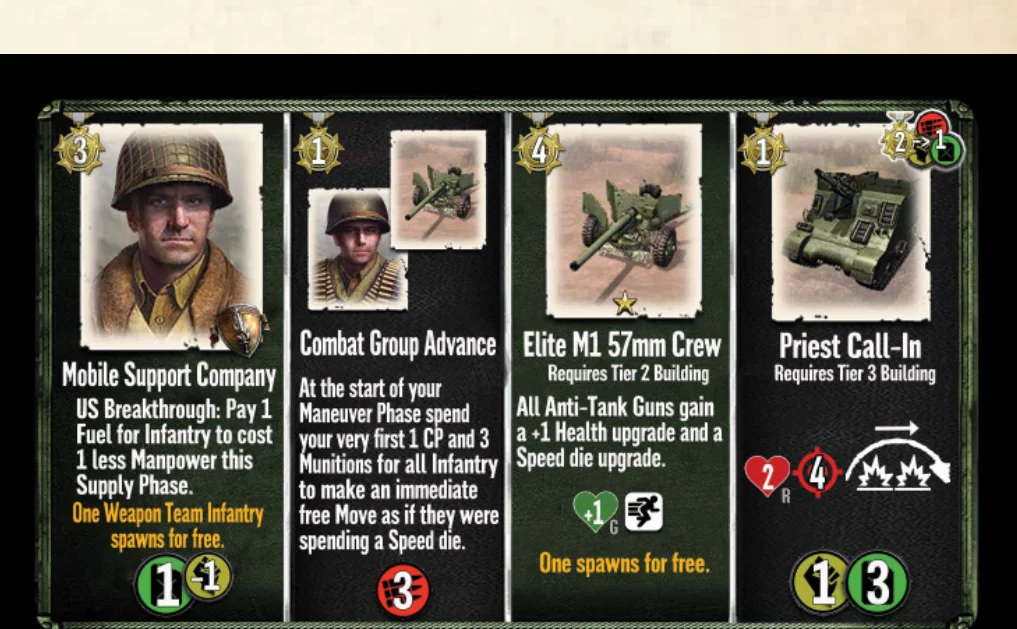 3
Mobile Support Company
US Breakthrough: Pay 1
Fuel for Infantry to cost
1 less Manpower this
Supply Phase.
One Weapon Team Infantry
spawns for free.
1 -1
1
Combat Group Advance
At the start of your
Maneuver Phase spend
your very first 1 CP and 3
Munitions for all Infantry
to make an immediate
free Move as if they were
spending a Speed die.
3
4
Elite M1 57mm Crew
Requires Tier 2 Building
All Anti-Tank Guns gain
a +1 Health upgrade and a
Speed die upgrade.
+1 G
One spawns for free.
1
2 1
Priest Call-In
Requires Tier 3 Building
2 R 4
1 3